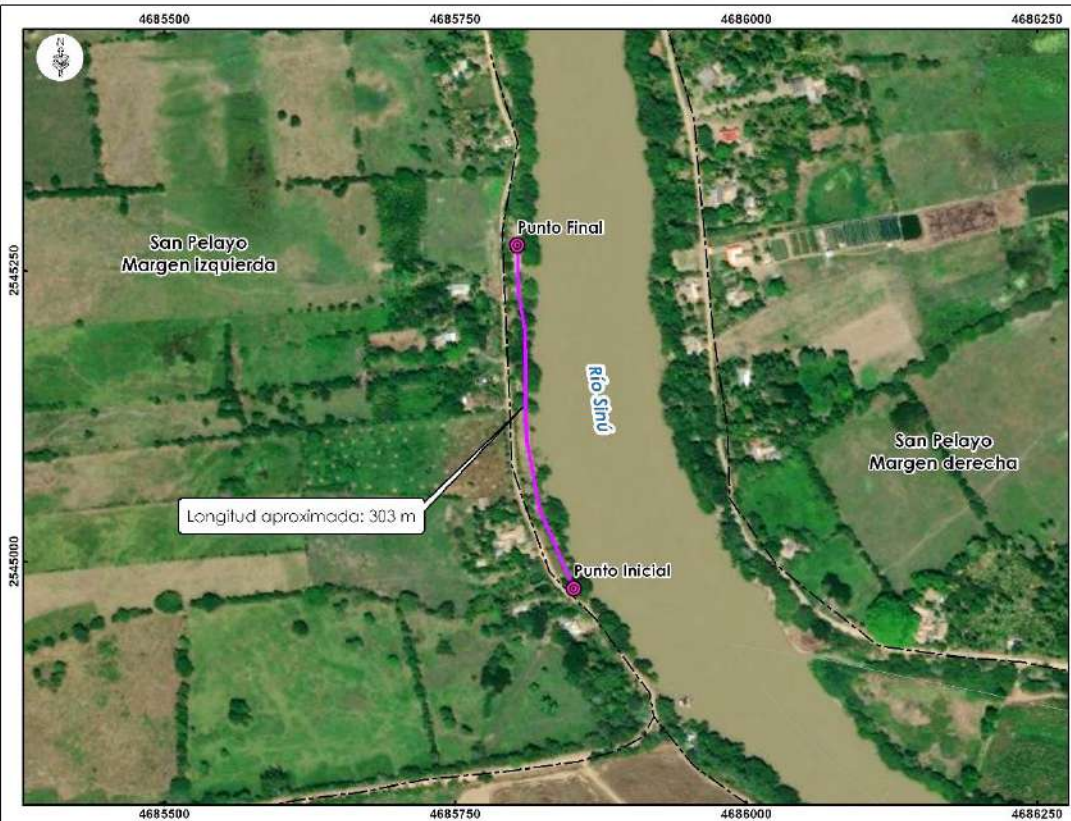 4685500 4685750 4686000 4686250
N
Punto Final
San Pelayo
Margen izquierda
2545250
Río Sinú
San Pelayo
Margen derecha
Longitud aproximada: 303 m
2545000
Punto Inicial
4685500 4685750 4686000 4686250